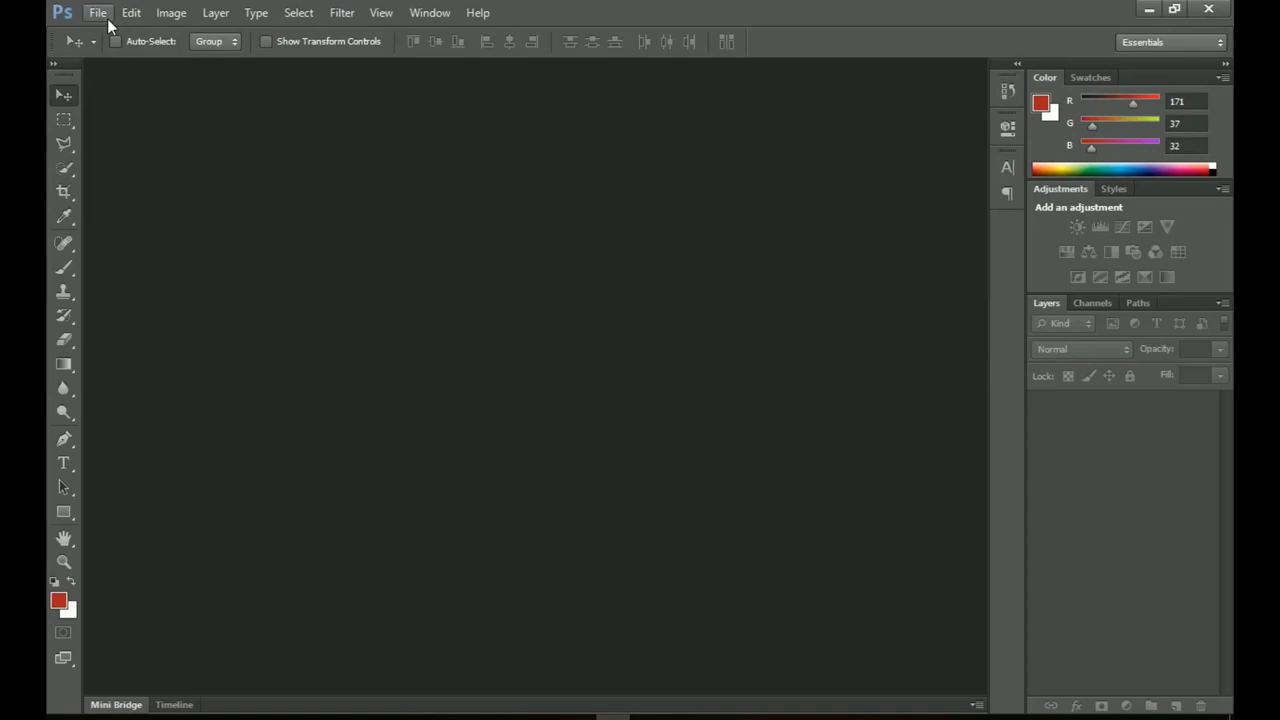 Ps File Edit Image Layer Type Select Filter View Window Help
Auto-Select: Group Show Transform Controls Essentials
Color Swatches
R 171
G 37
B 32
Adjustments Styles
Add an adjustment
Layers Channels Paths
Kind
Normal Opacity:
Lock: Fill:
Mini Bridge Timeline